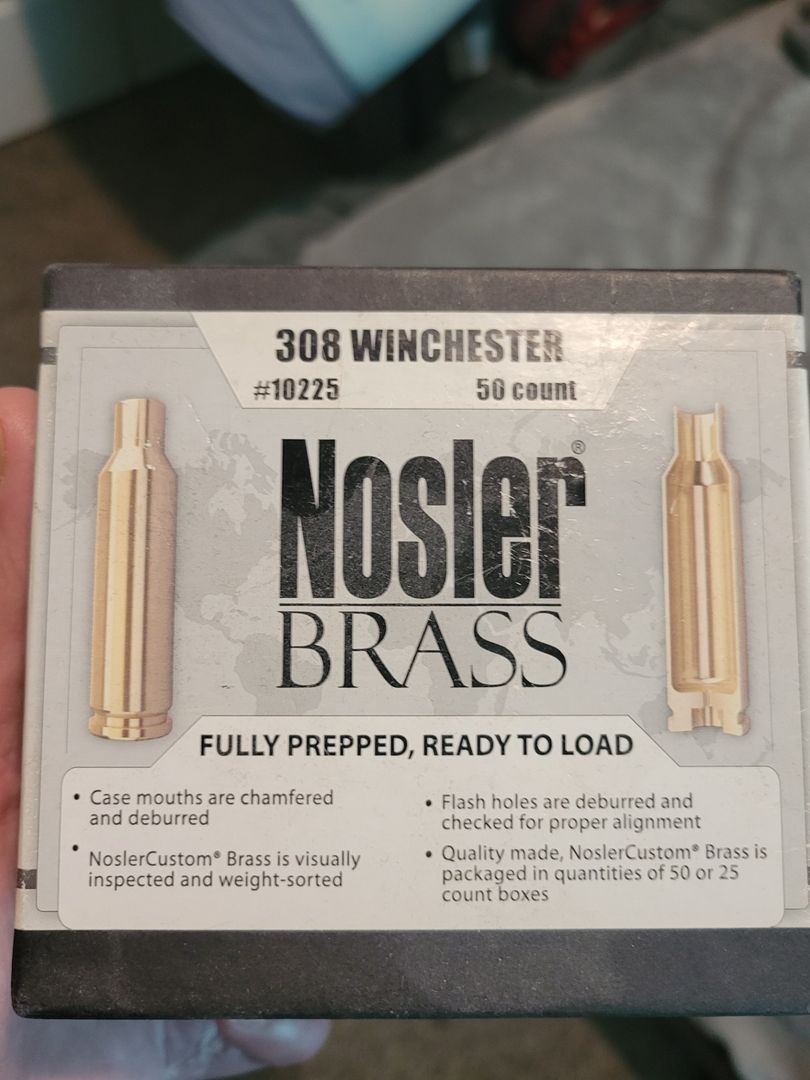 308 WINCHESTER
#10225 50 count
Nosler®
BRASS
FULLY PREPPED, READY TO LOAD
• Case mouths are chamfered
and deburred
• NoslerCustom® Brass is visually
inspected and weight-sorted
• Flash holes are deburred and
checked for proper alignment
• Quality made, NoslerCustom® Brass is
packaged in quantities of 50 or 25
count boxes